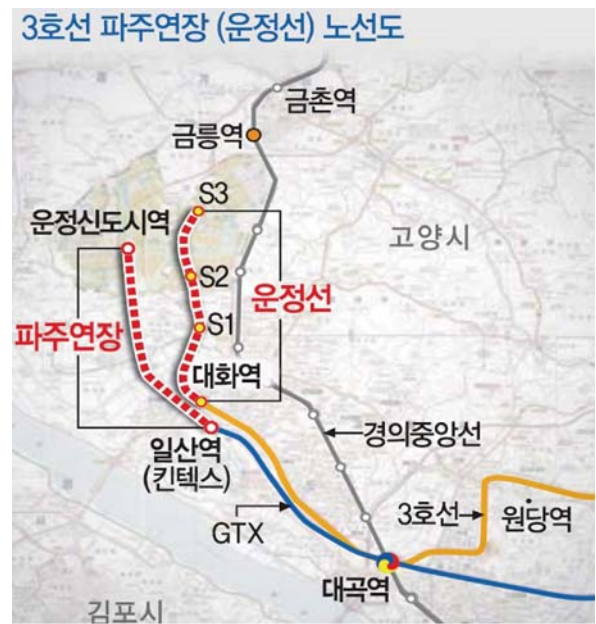 3호선 파주연장 (운정선) 노선도
금촌역
금릉역
S3
운정신도시역
고양시
S2
운정선
S1
파주연장
대화역
일산역
(킨텍스)
경의중앙선
3호선
원당역
GTX
대곡역
김포시